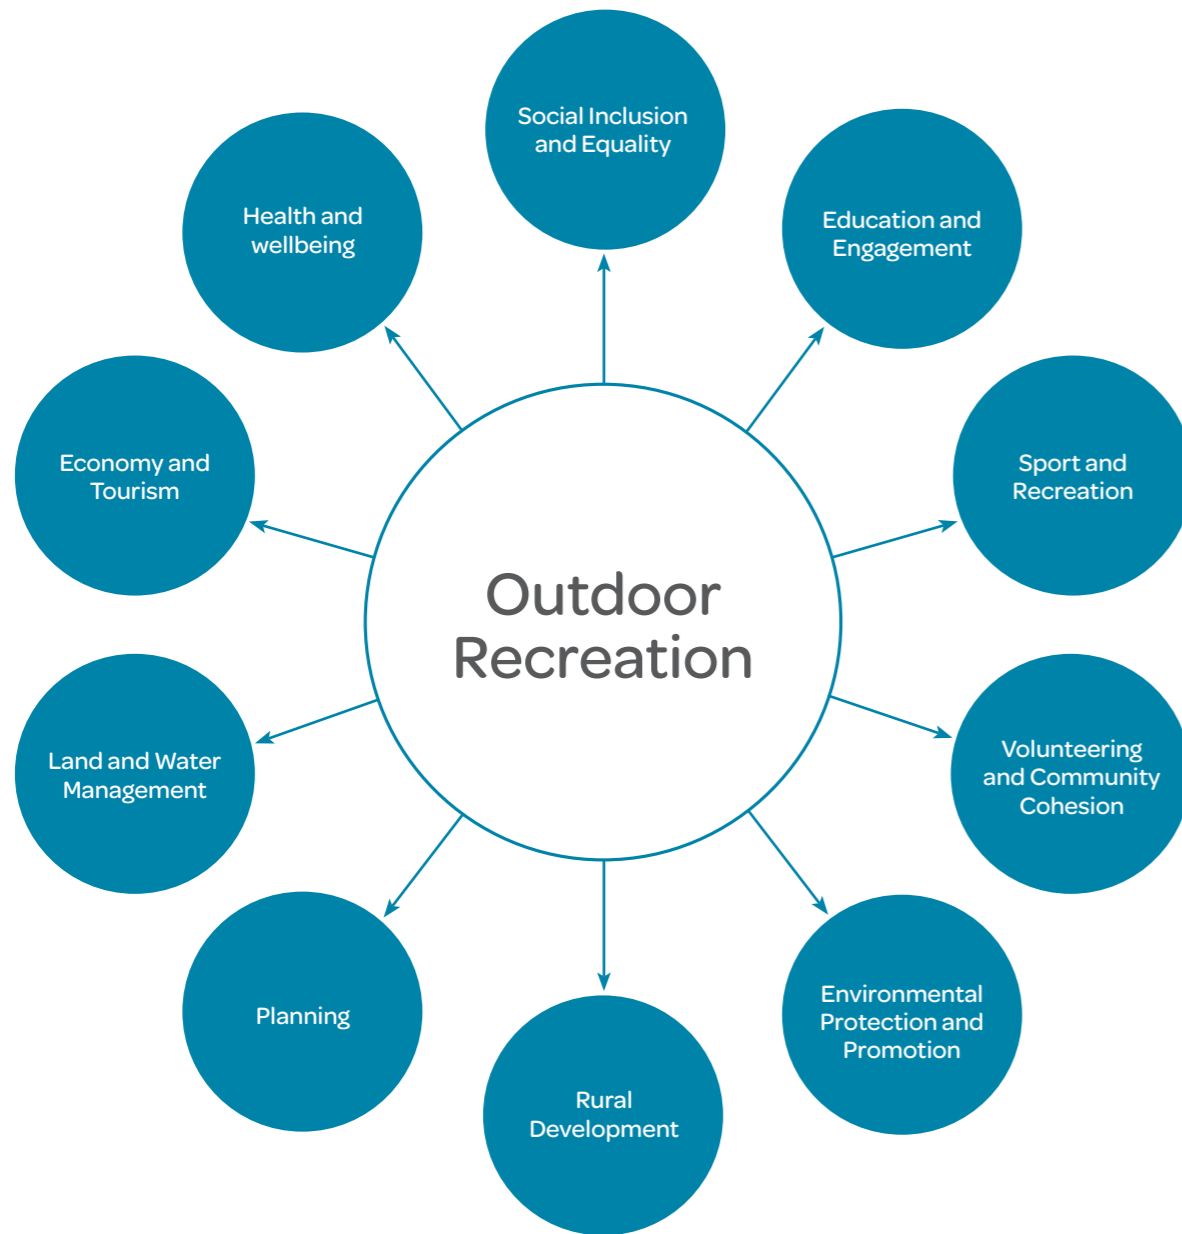 Social Inclusion
and Equality
Education and
Engagement
Sport and
Recreation
Volunteering
and Community
Cohesion
Environmental
Protection and
Promotion
Rural
Development
Planning
Land and Water
Management
Economy and
Tourism
Health and
wellbeing
Outdoor
Recreation